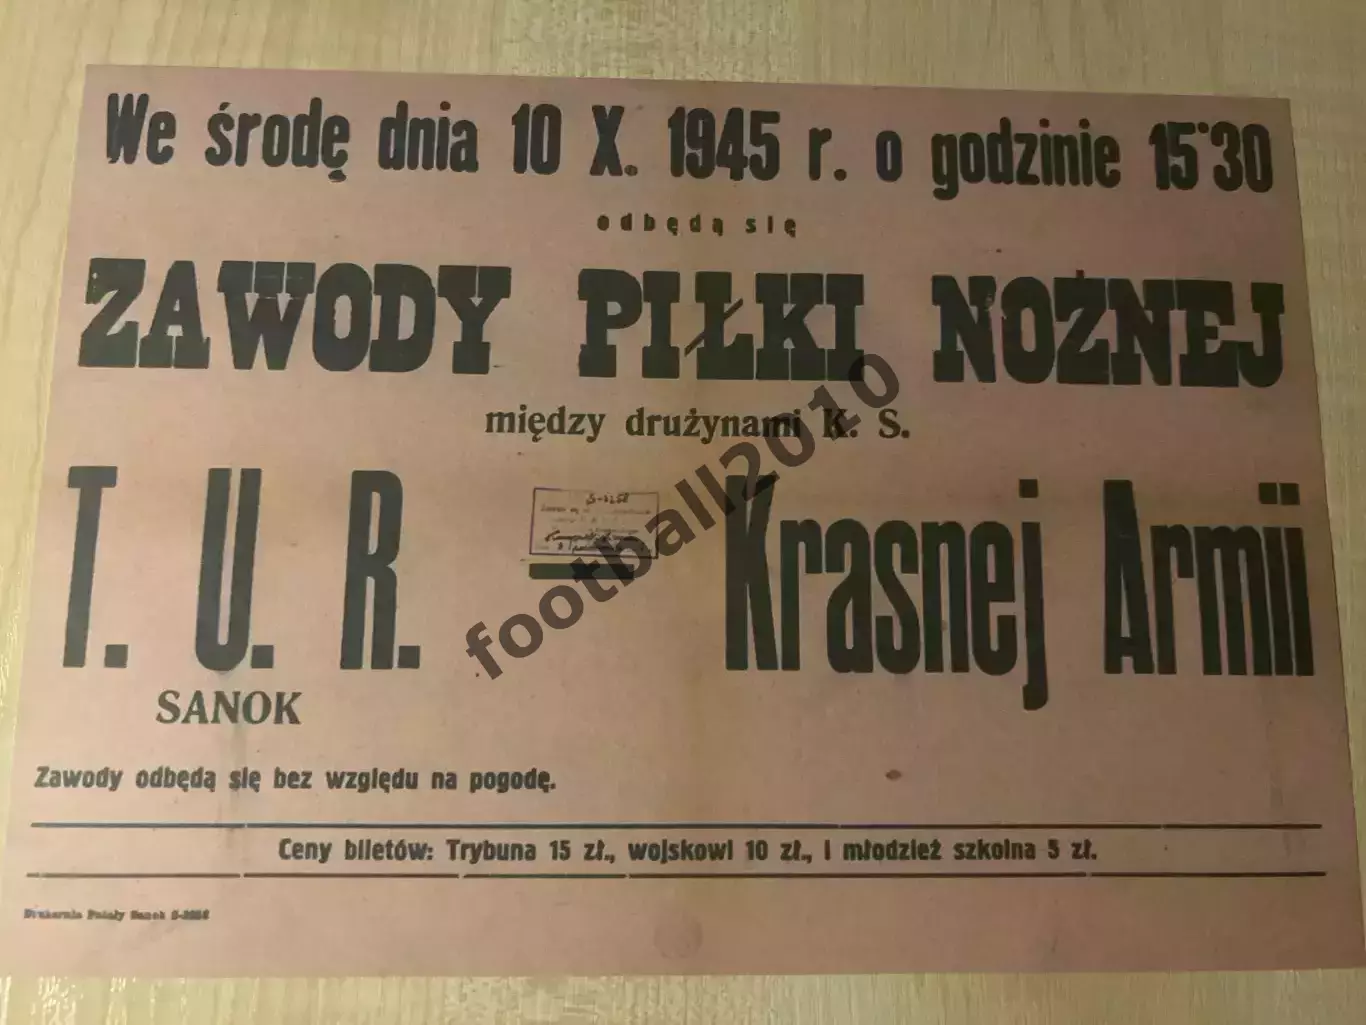 We środę dnia 10 X. 1945 r. o godzinie 15·30
odbędą się
ZAWODY PIŁKI NOŻNEJ
między drużynami K. S.
T. U. R. — Krasnej Armii
SANOK
Zawody odbędą się bez względu na pogodę.
Ceny biletów: Trybuna 15 zł., wojskowi 10 zł., i młodzież szkolna 5 zł.
Drukarnia Sanok
football2010